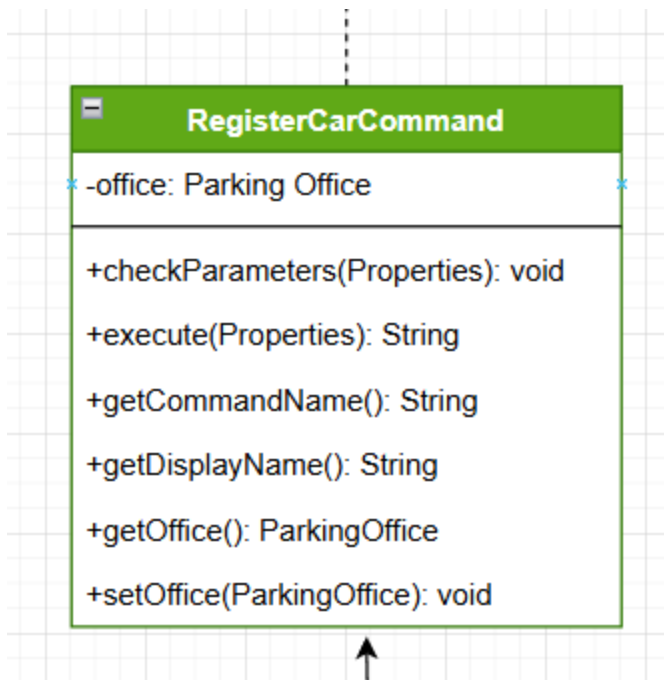 RegisterCarCommand
-office: Parking Office
+checkParameters(Properties): void
+execute(Properties): String
+getCommandName(): String
+getDisplayName(): String
+getOffice(): ParkingOffice
+setOffice(ParkingOffice): void